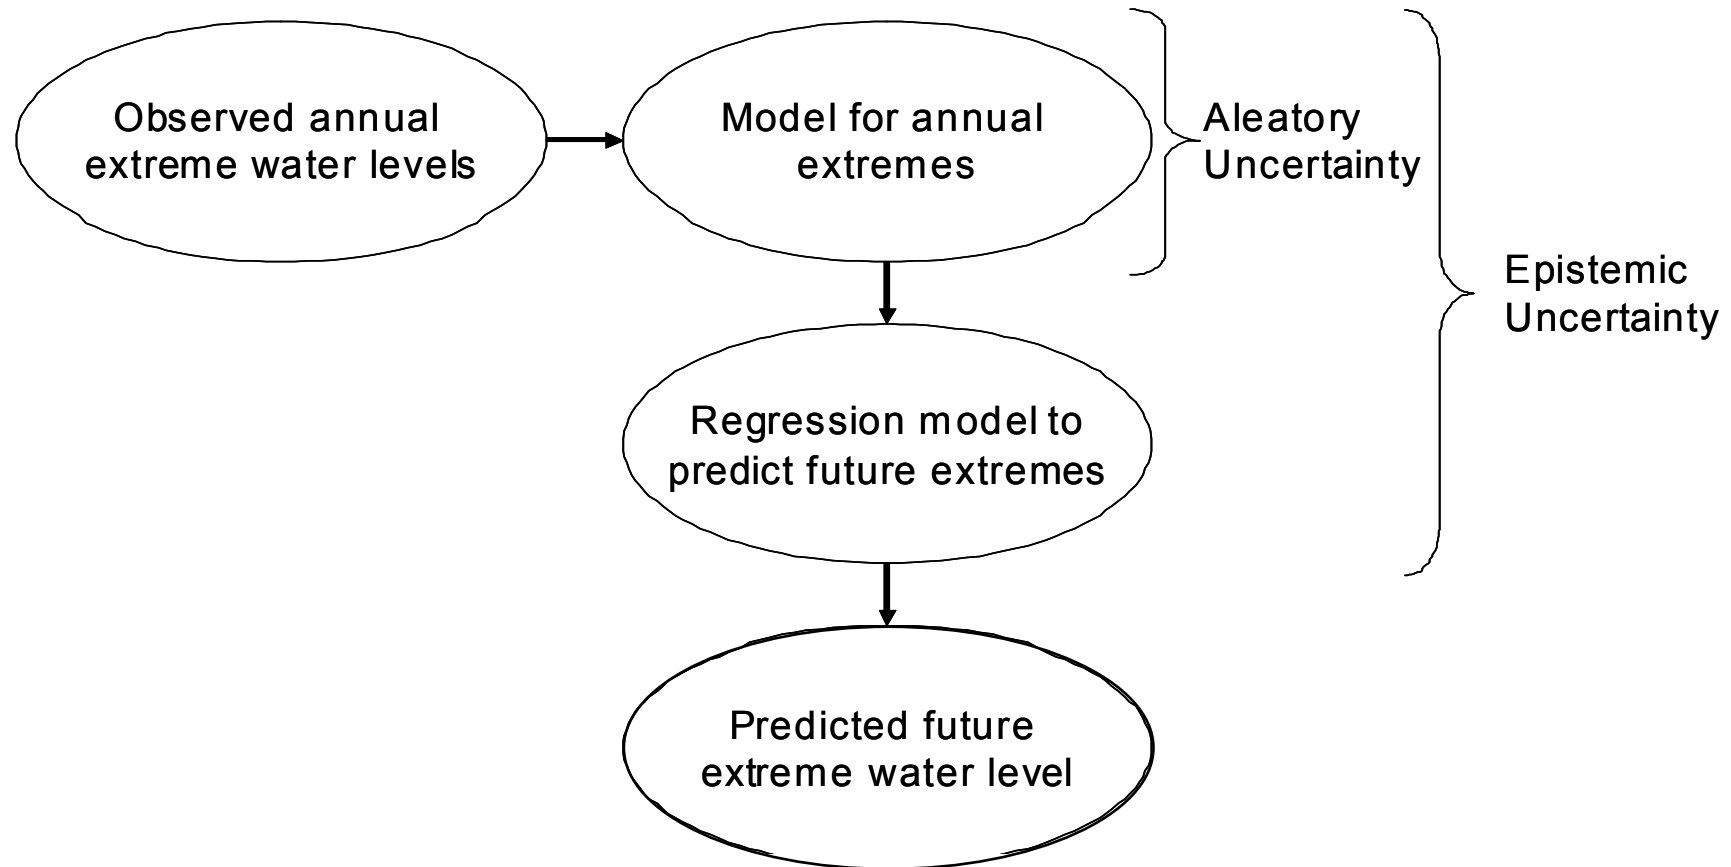 Observed annual
extreme water levels
Model for annual
extremes
Aleatory
Uncertainty
Epistemic
Uncertainty
Regression model to
predict future extremes
Predicted future
extreme water level